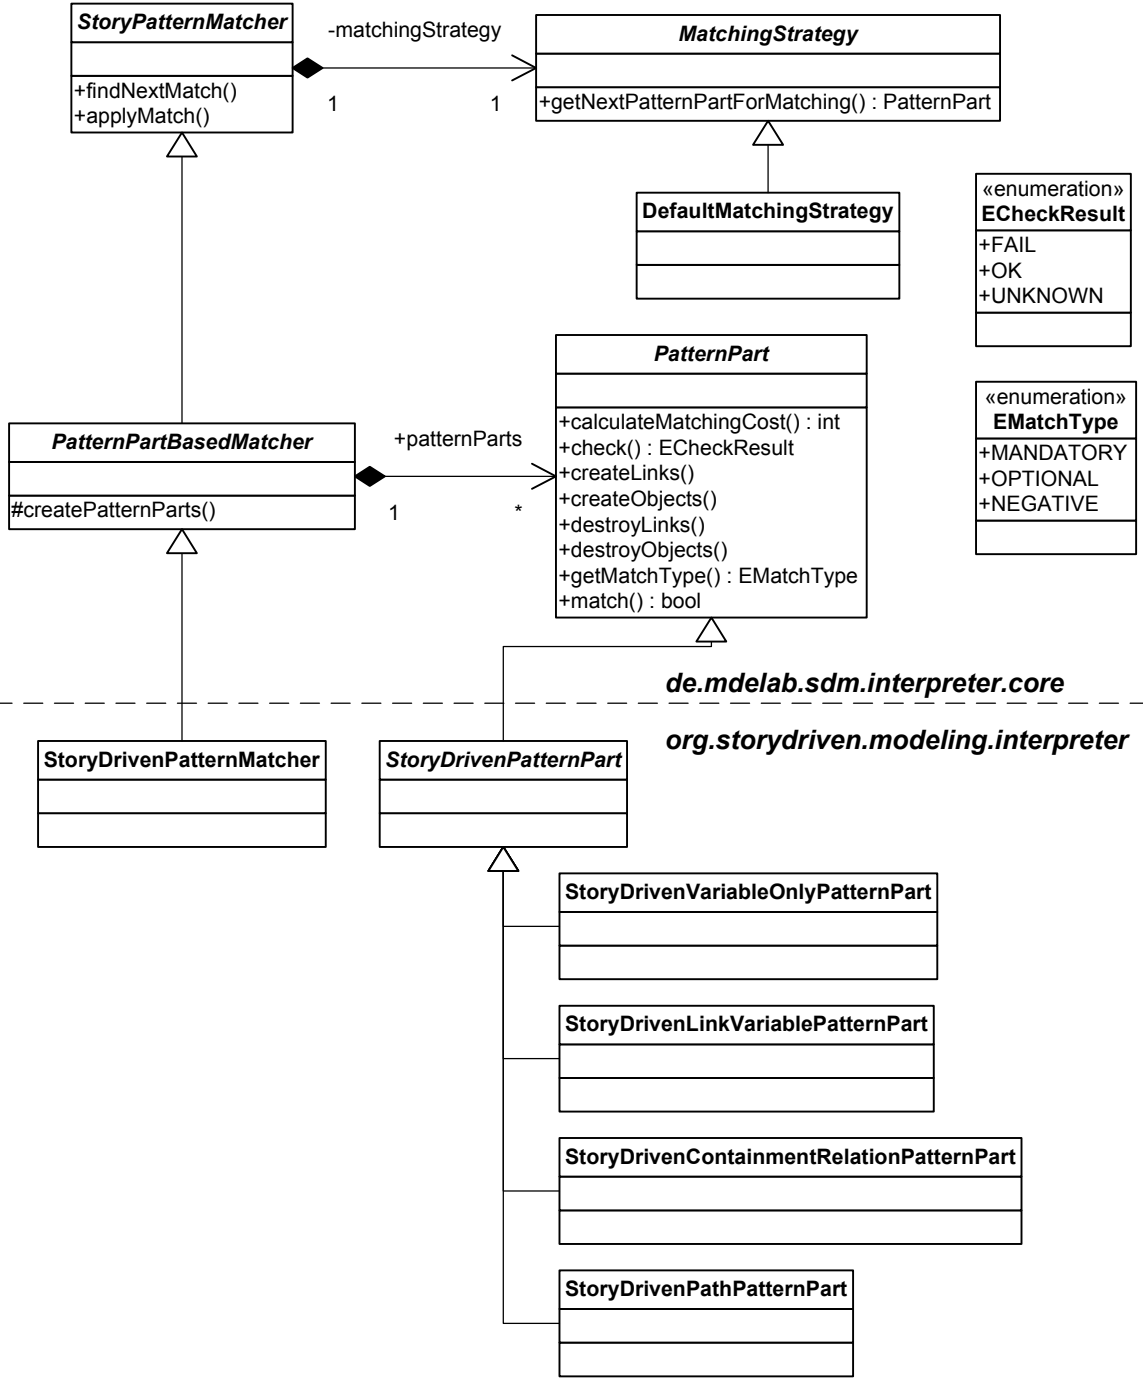 StoryPatternMatcher
+findNextMatch()
+applyMatch()
-matchingStrategy
1
1
MatchingStrategy
+getNextPatternPartForMatching() : PatternPart
DefaultMatchingStrategy
«enumeration»
ECheckResult
+FAIL
+OK
+UNKNOWN
PatternPart
+calculateMatchingCost() : int
+check() : ECheckResult
+createLinks()
+createObjects()
+destroyLinks()
+destroyObjects()
+getMatchType() : EMatchType
+match() : bool
«enumeration»
EMatchType
+MANDATORY
+OPTIONAL
+NEGATIVE
PatternPartBasedMatcher
#createPatternParts()
+patternParts
1
*
de.mdelab.sdm.interpreter.core
org.storydriven.modeling.interpreter
StoryDrivenPatternMatcher
StoryDrivenPatternPart
StoryDrivenVariableOnlyPatternPart
StoryDrivenLinkVariablePatternPart
StoryDrivenContainmentRelationPatternPart
StoryDrivenPathPatternPart